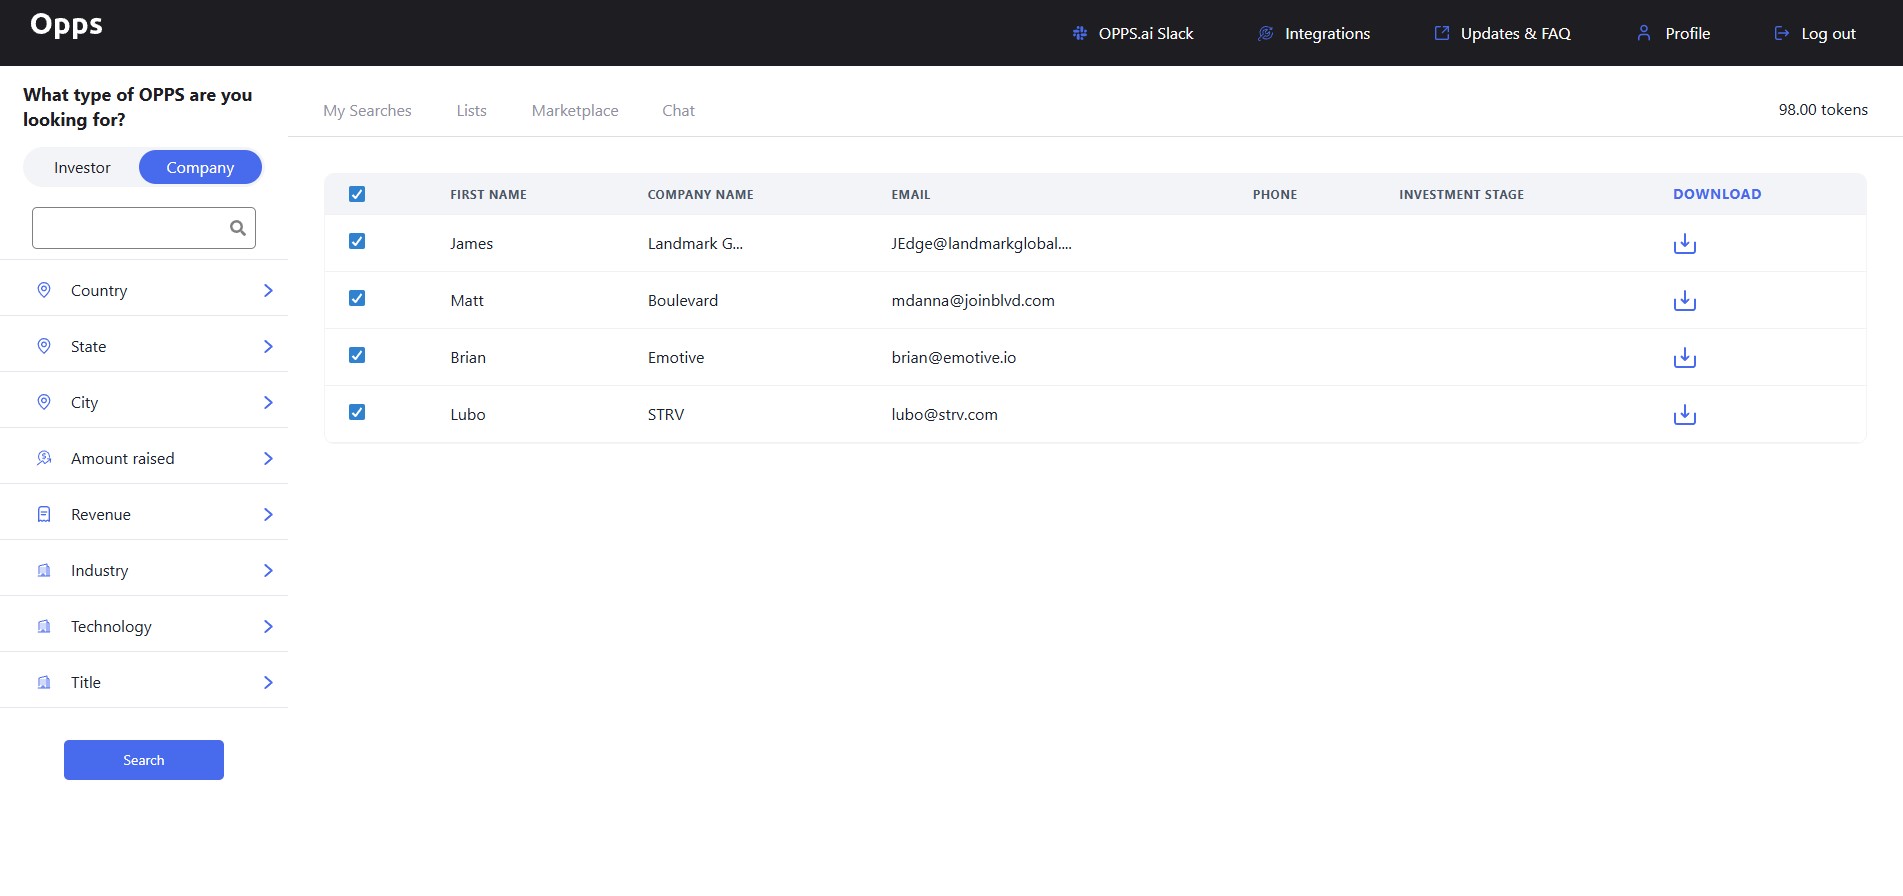 Opps
OPPS.ai Slack
Integrations
Updates & FAQ
Profile
Log out
What type of OPPS are you
looking for?
Investor
Company
Country
State
City
Amount raised
Revenue
Industry
Technology
Title
Search
My Searches
Lists
Marketplace
Chat
98.00 tokens
FIRST NAME COMPANY NAME EMAIL PHONE INVESTMENT STAGE DOWNLOAD
James Landmark G... JEdge@landmarkglobal....
Matt Boulevard mdanna@joinblvd.com
Brian Emotive brian@emotive.io
Lubo STRV lubo@strv.com